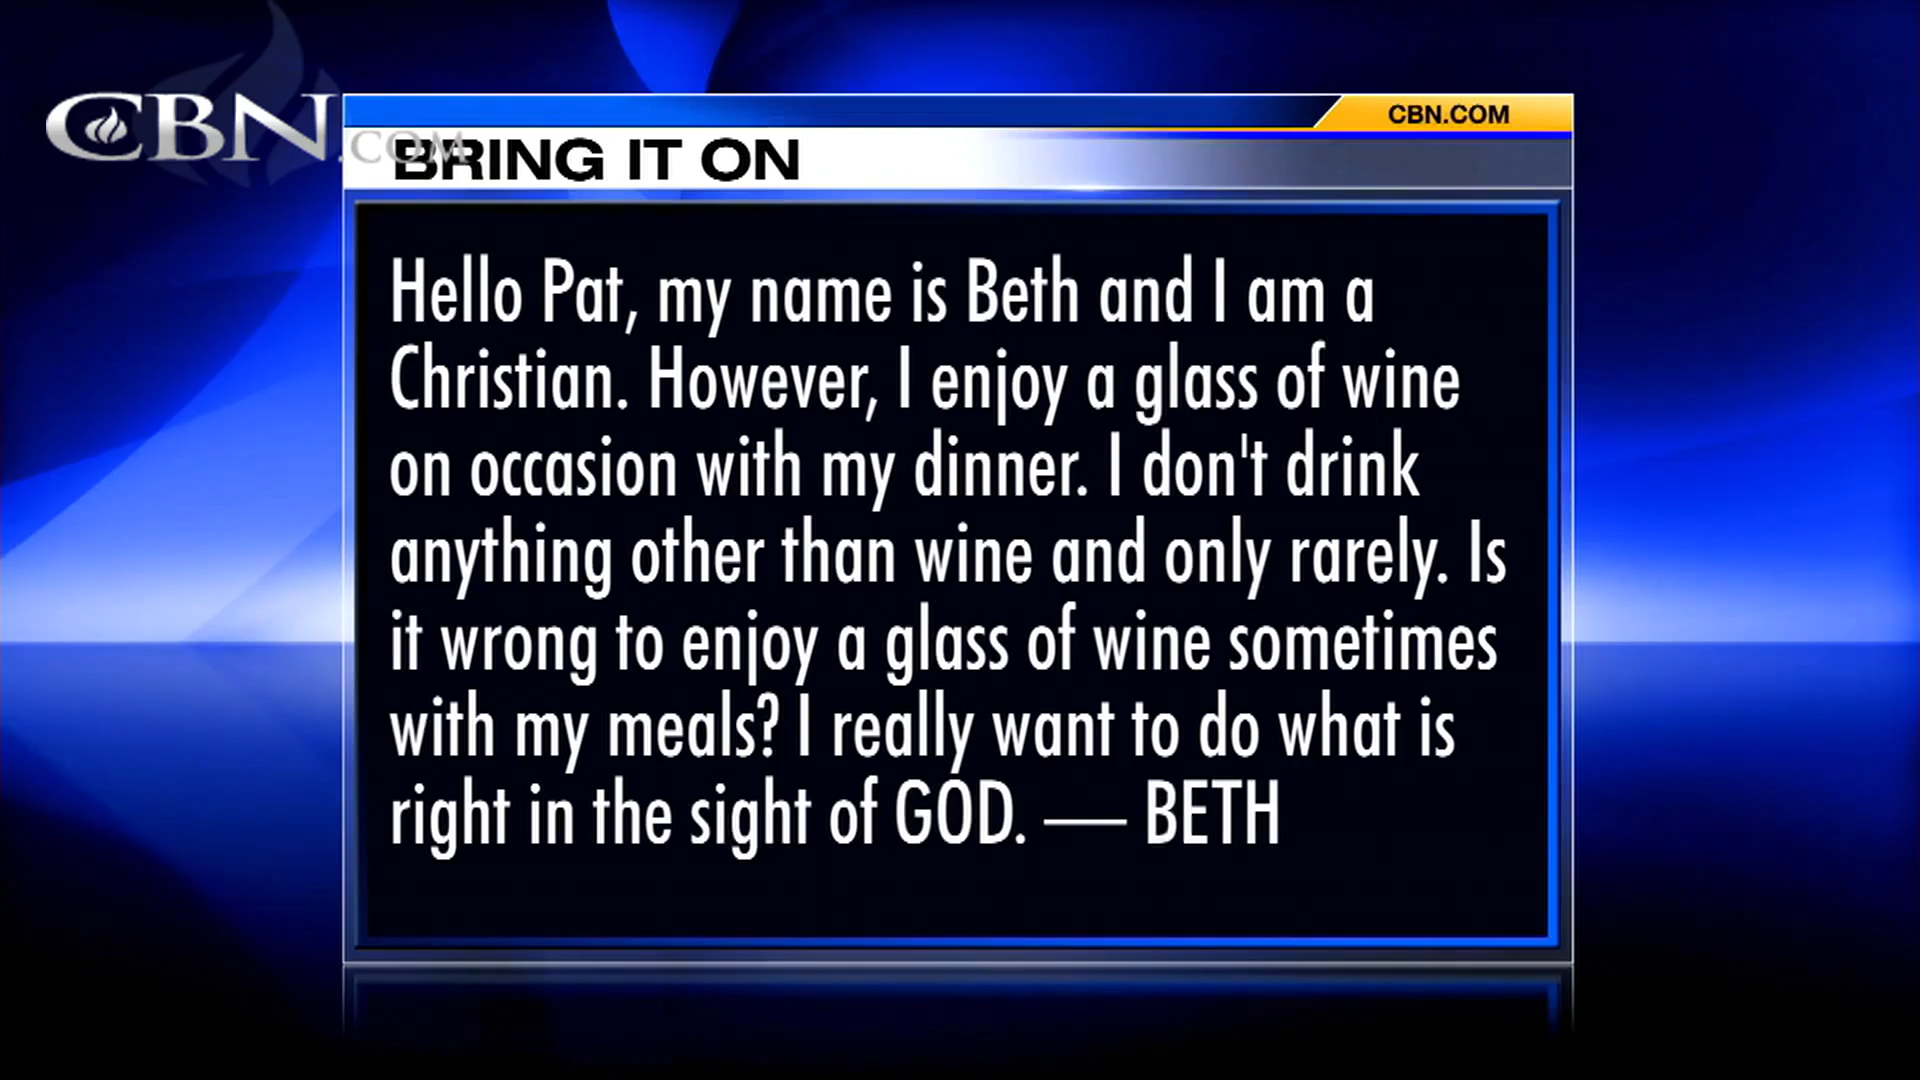 CBN.COM
CBN.COM
BRING IT ON
Hello Pat, my name is Beth and I am a
Christian. However, I enjoy a glass of wine
on occasion with my dinner. I don't drink
anything other than wine and only rarely. Is
it wrong to enjoy a glass of wine sometimes
with my meals? I really want to do what is
right in the sight of GOD. — BETH